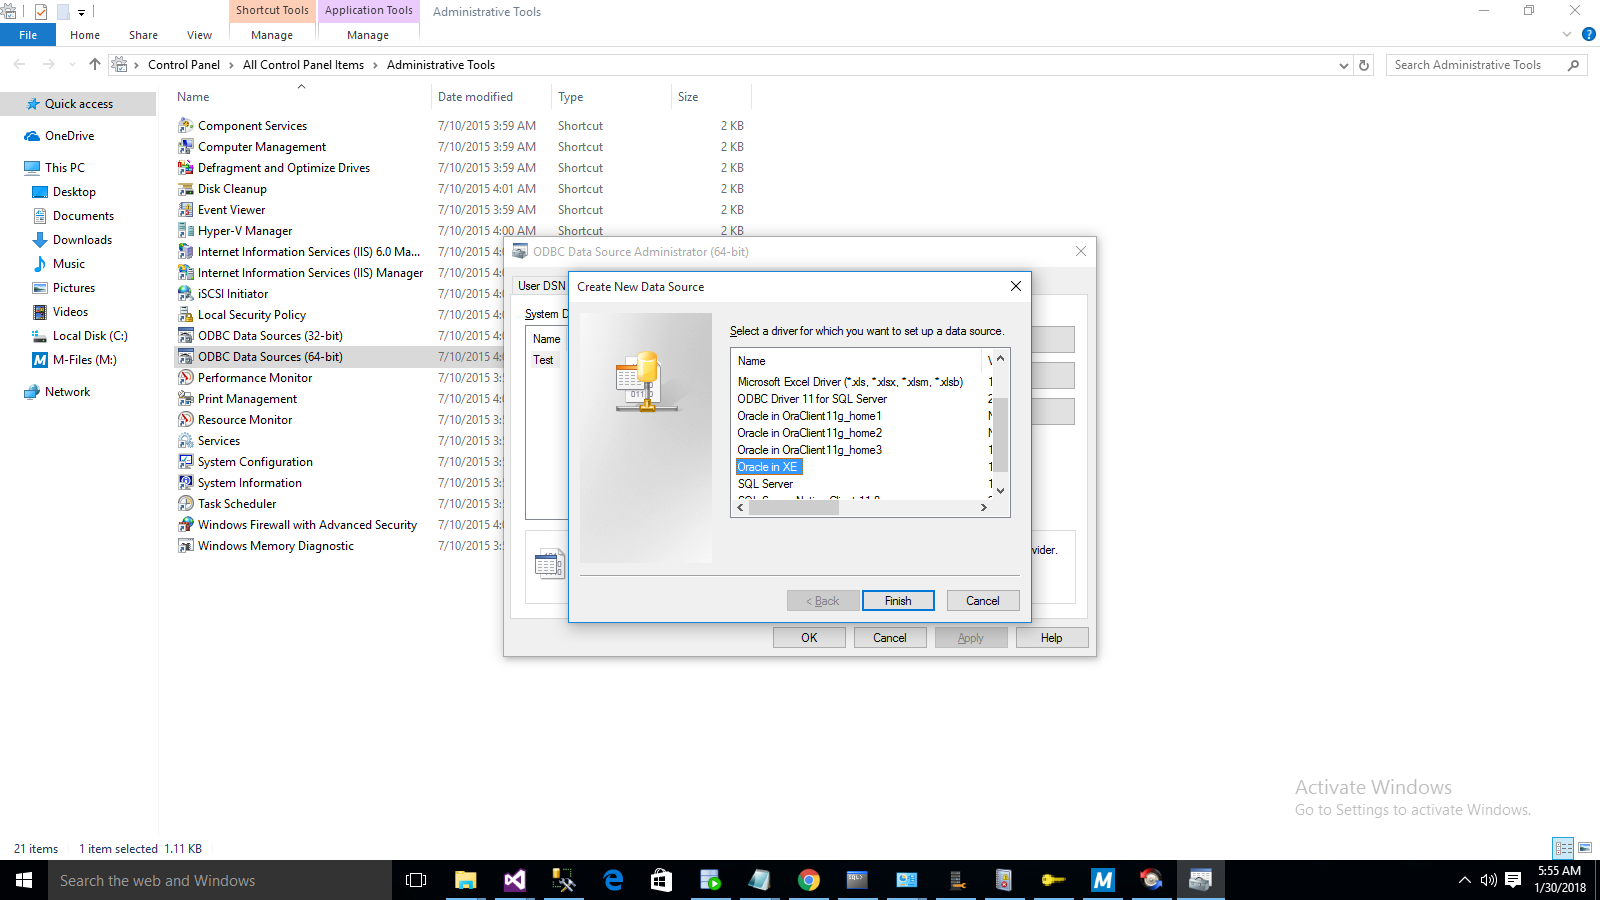 Shortcut Tools
Application Tools
Administrative Tools
File
Home
Share
View
Manage
Manage
Control Panel > All Control Panel Items > Administrative Tools
Search Administrative Tools
Quick access
OneDrive
This PC
Desktop
Documents
Downloads
Music
Pictures
Videos
Local Disk (C:)
M-Files (M:)
Network
Name Date modified Type Size
Component Services 7/10/2015 3:59 AM Shortcut 2 KB
Computer Management 7/10/2015 3:59 AM Shortcut 2 KB
Defragment and Optimize Drives 7/10/2015 3:59 AM Shortcut 2 KB
Disk Cleanup 7/10/2015 4:01 AM Shortcut 2 KB
Event Viewer 7/10/2015 3:59 AM Shortcut 2 KB
Hyper-V Manager 7/10/2015 4:00 AM Shortcut 2 KB
Internet Information Services (IIS) 6.0 Ma... 7/10/2015 4:
Internet Information Services (IIS) Manager 7/10/2015 4:
iSCSI Initiator 7/10/2015 4:
Local Security Policy 7/10/2015 4:
ODBC Data Sources (32-bit) 7/10/2015 4:
ODBC Data Sources (64-bit) 7/10/2015 4:
Performance Monitor 7/10/2015 3:
Print Management 7/10/2015 4:
Resource Monitor 7/10/2015 3:
Services 7/10/2015 3:
System Configuration 7/10/2015 3:
System Information 7/10/2015 3:
Task Scheduler 7/10/2015 3:
Windows Firewall with Advanced Security 7/10/2015 4:
Windows Memory Diagnostic 7/10/2015 3:
ODBC Data Source Administrator (64-bit)
User DSN
System D
Name
Test
vider.
OK
Cancel
Apply
Help
Create New Data Source
Select a driver for which you want to set up a data source.
Name
Microsoft Excel Driver (*.xls, *.xlsx, *.xlsm, *.xlsb) 1
ODBC Driver 11 for SQL Server 2
Oracle in OraClient11g_home1
Oracle in OraClient11g_home2
Oracle in OraClient11g_home3 1
Oracle in XE 1
SQL Server 1
< Back
Finish
Cancel
Activate Windows
Go to Settings to activate Windows.
21 items 1 item selected 1.11 KB
Search the web and Windows
5:55 AM
1/30/2018